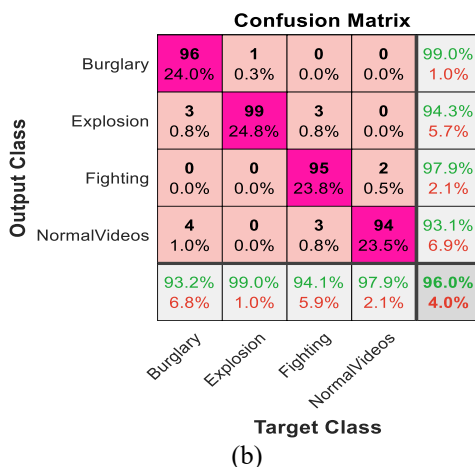 Confusion Matrix
Output Class
Burglary 96 1 0 0 99.0%
24.0% 0.3% 0.0% 0.0% 1.0%
Explosion 3 99 3 0 94.3%
0.8% 24.8% 0.8% 0.0% 5.7%
Fighting 0 0 95 2 97.9%
0.0% 0.0% 23.8% 0.5% 2.1%
NormalVideos 4 0 3 94 93.1%
1.0% 0.0% 0.8% 23.5% 6.9%
93.2% 99.0% 94.1% 97.9% 96.0%
6.8% 1.0% 5.9% 2.1% 4.0%
Burglary Explosion Fighting NormalVideos
Target Class
(b)